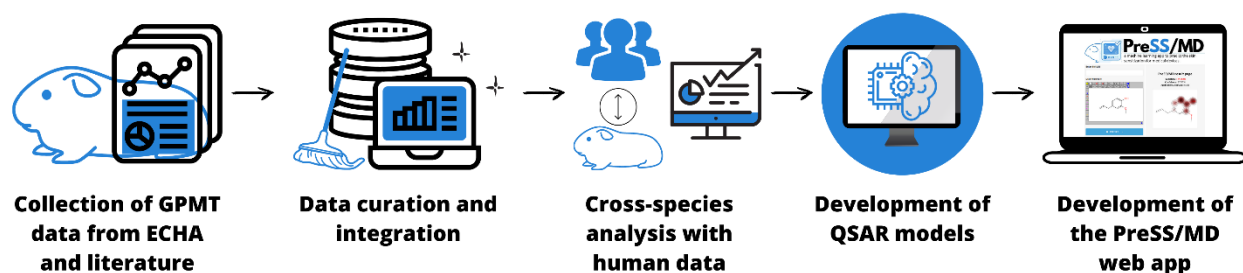 Collection of GPMT
data from ECHA
and literature
Data curation and
integration
Cross-species
analysis with
human data
Development of
QSAR models
PreSS/MD
Development of
the PreSS/MD
web app